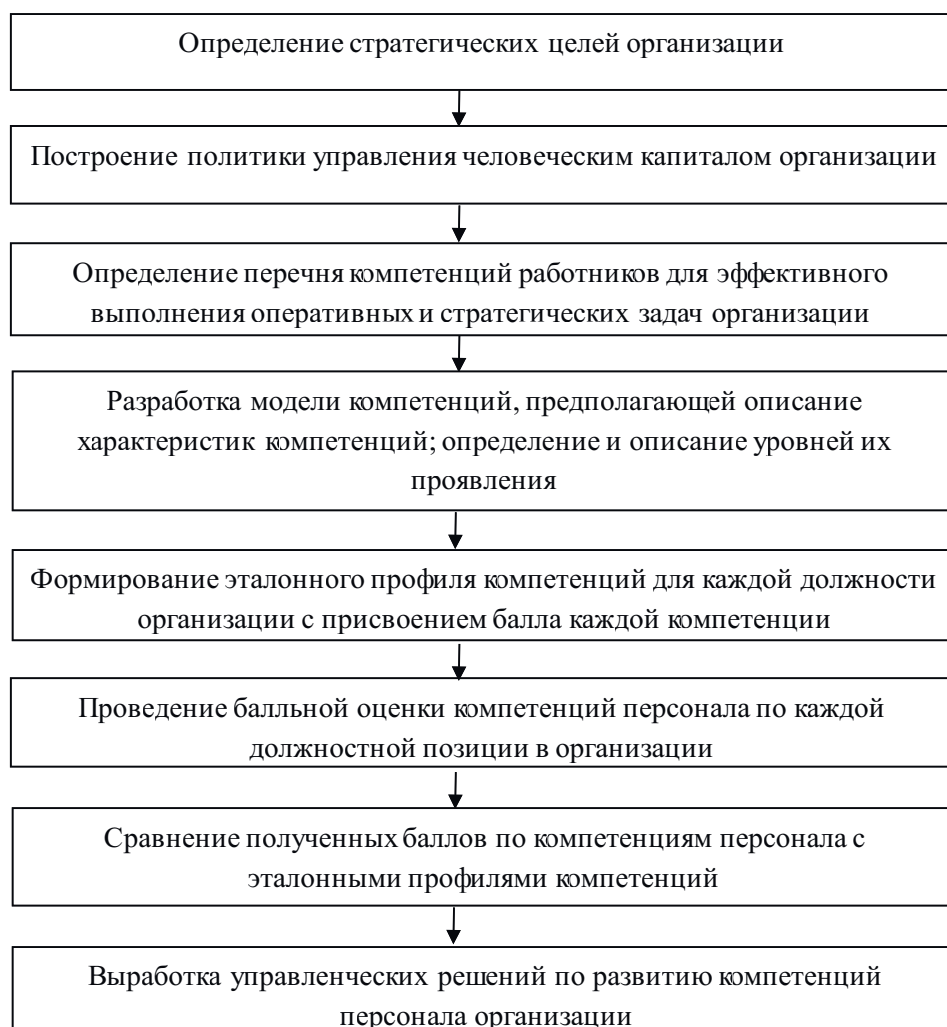 Определение стратегических целей организации
Построение политики управления человеческим капиталом организации
Определение перечня компетенций работников для эффективного
выполнения оперативных и стратегических задач организации
Разработка модели компетенций, предполагающей описание
характеристик компетенций; определение и описание уровней их
проявления
Формирование эталонного профиля компетенций для каждой должности
организации с присвоением балла каждой компетенции
Проведение балльной оценки компетенций персонала по каждой
должностной позиции в организации
Сравнение полученных баллов по компетенциям персонала с
эталонными профилями компетенций
Выработка управленческих решений по развитию компетенций
персонала организации